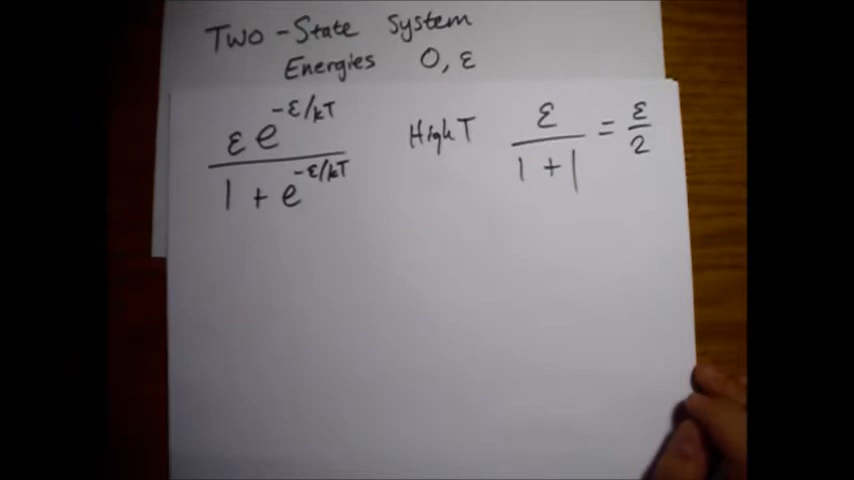 Two-State System
Energies 0, ε
εe^{-ε/kT} / 1 + e^{-ε/kT}
High T ε / 1 + 1 = ε/2